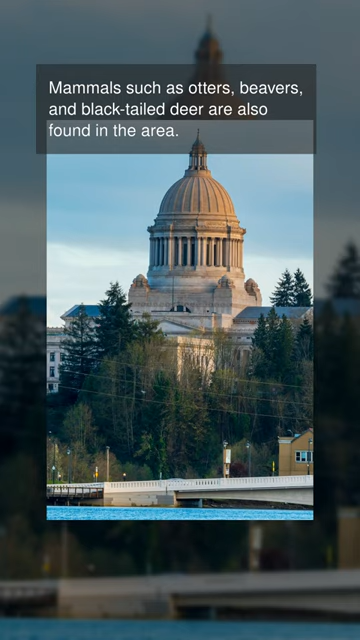 Mammals such as otters, beavers,
and black-tailed deer are also
found in the area.